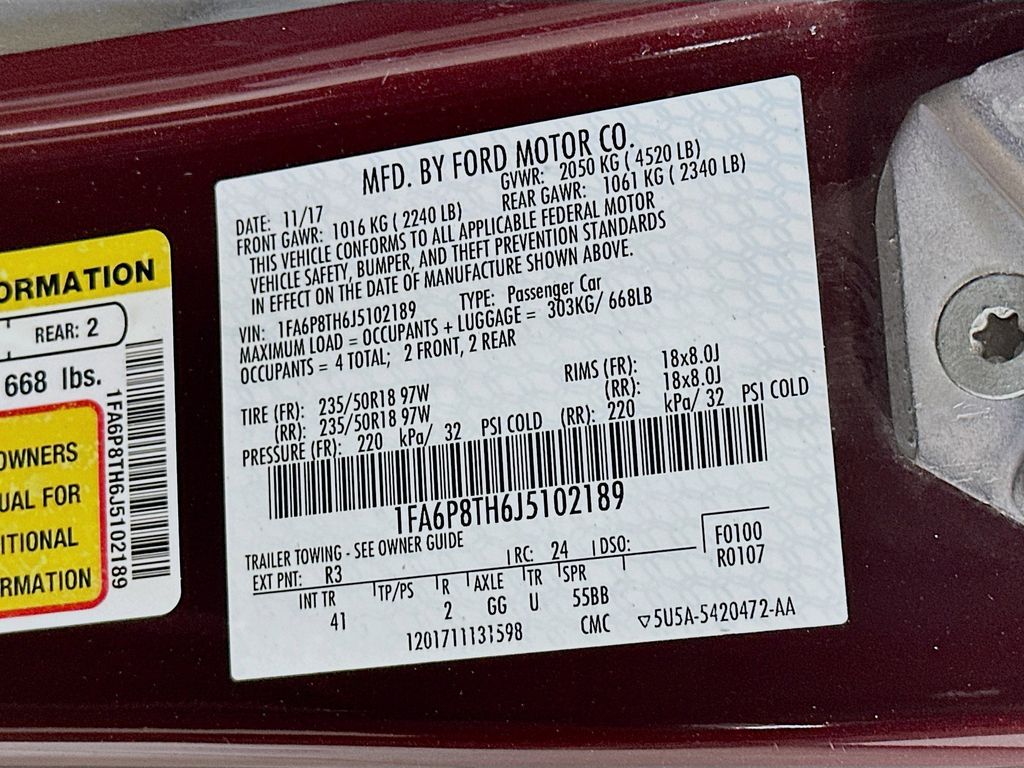 ORMATION
REAR: 2
668 lbs.
OWNERS
UAL FOR
ITIONAL
RMATION
1FA6P8TH6J5102189
MFD. BY FORD MOTOR CO.
DATE: 11/17 GVWR: 2050 KG ( 4520 LB)
FRONT GAWR: 1016 KG ( 2240 LB) REAR GAWR: 1061 KG ( 2340 LB)
THIS VEHICLE CONFORMS TO ALL APPLICABLE FEDERAL MOTOR
VEHICLE SAFETY, BUMPER, AND THEFT PREVENTION STANDARDS
IN EFFECT ON THE DATE OF MANUFACTURE SHOWN ABOVE.
VIN: 1FA6P8TH6J5102189 TYPE: Passenger Car
MAXIMUM LOAD = OCCUPANTS + LUGGAGE = 303KG/ 668LB
OCCUPANTS = 4 TOTAL; 2 FRONT, 2 REAR
TIRE (FR): 235/50R18 97W RIMS (FR): 18x8.0J
(RR): 235/50R18 97W (RR): 18x8.0J
PRESSURE (FR): 220 kPa/ 32 PSI COLD (RR): 220 kPa/ 32 PSI COLD
1FA6P8TH6J5102189
TRAILER TOWING - SEE OWNER GUIDE
EXT PNT: R3 RC: 24 DSO: F0100
R0107
INT TR TP/PS R AXLE TR SPR
41 2 GG U 55BB
1201711131598 CMC ▽5U5A-5420472-AA